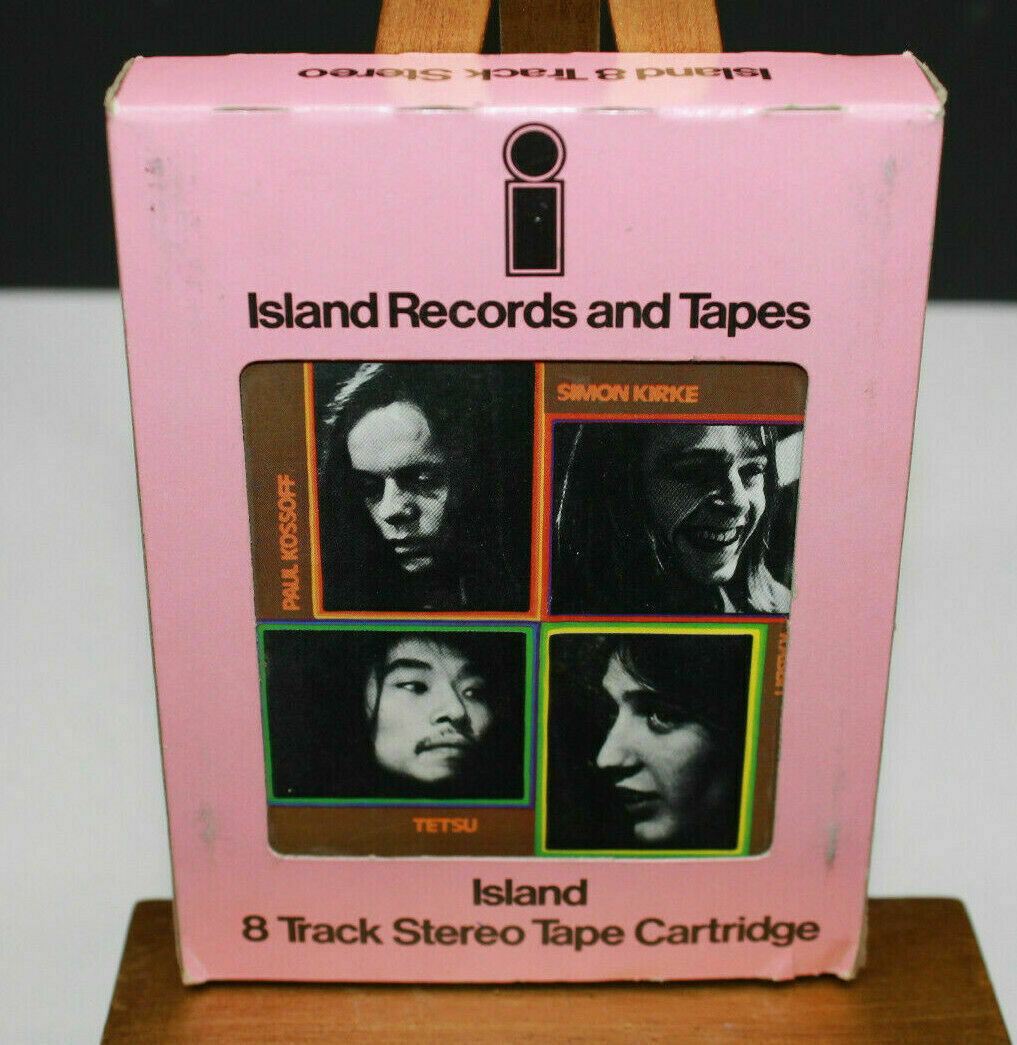 Island 8 Track Stereo
Island Records and Tapes
PAUL KOSSOFF
SIMON KIRKE
TETSU
Island
8 Track Stereo Tape Cartridge